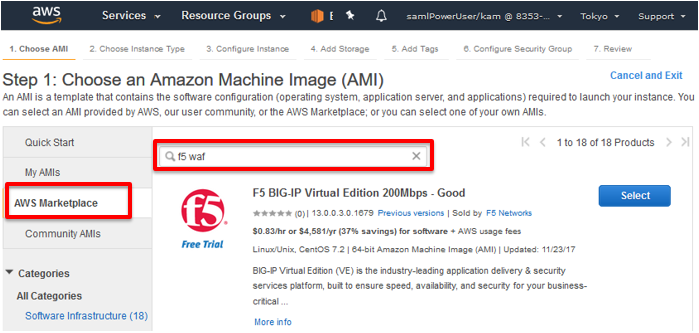 aws
Services
Resource Groups
samlPowerUser/kam @ 8353-...
Tokyo
Support
1. Choose AMI
2. Choose Instance Type
3. Configure Instance
4. Add Storage
5. Add Tags
6. Configure Security Group
7. Review
Step 1: Choose an Amazon Machine Image (AMI)
Cancel and Exit
An AMI is a template that contains the software configuration (operating system, application server, and applications) required to launch your instance. You
can select an AMI provided by AWS, our user community, or the AWS Marketplace; or you can select one of your own AMIs.
Quick Start
My AMIs
AWS Marketplace
Community AMIs
Categories
All Categories
Software Infrastructure (18)
f5 waf
1 to 18 of 18 Products
f5
Free Trial
F5 BIG-IP Virtual Edition 200Mbps - Good
Select
(0) | 13.0.0.3.0.1679 Previous versions | Sold by F5 Networks
$0.83/hr or $4,581/yr (37% savings) for software + AWS usage fees
Linux/Unix, CentOS 7.2 | 64-bit Amazon Machine Image (AMI) | Updated: 11/23/17
BIG-IP Virtual Edition (VE) is the industry-leading application delivery & security
services platform, built to ensure speed, availability, and security for your business-
critical ...
More info